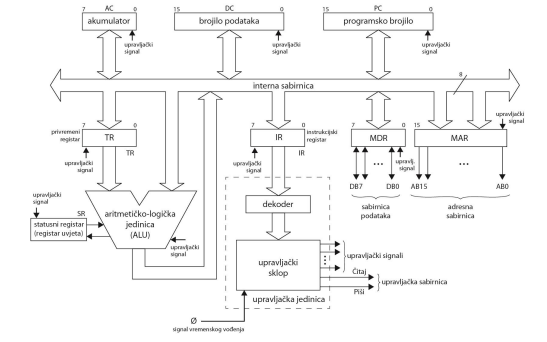 7 AC 0
15 DC 0
15 PC 0
akumulator
brojilo podataka
programsko brojilo
upravljački
signal
upravljački
signal
upravljački
signal
interna sabirnica
8
upravljački
signal
privremeni
registar
7 0
TR
TR
upravljački
signal
7 0
IR
IR
instrukcijski
registar
upravljački
signal
7 0
MDR
upravlj.
signal
15
MAR
DB7
...
DB0
AB15
...
AB0
sabirnica
podataka
adresna
sabirnica
upravljački
signal
SR
statusni registar
(registar uvjeta)
aritmetičko-logička
jedinica
(ALU)
upravljački
signal
dekoder
upravljački
sklop
upravljačka jedinica
upravljački signali
Čitaj
Piši
upravljačka sabirnica
Ø
signal vremenskog vođenja